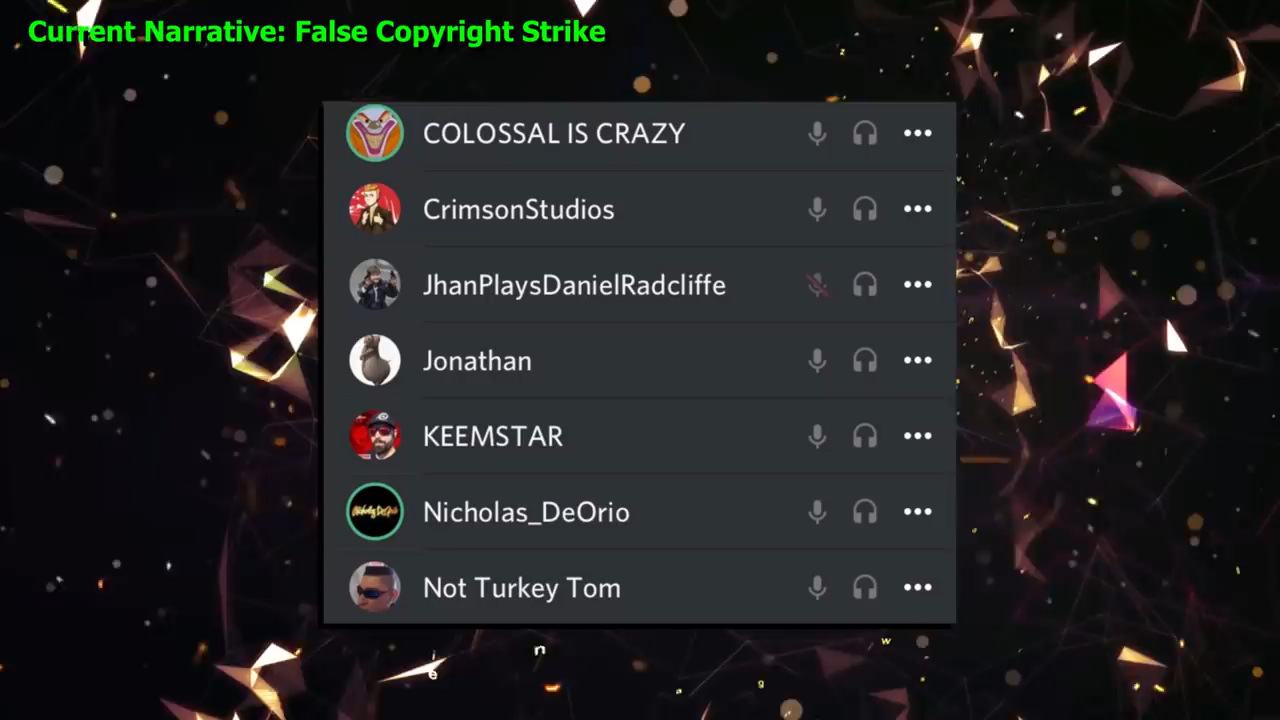 Current Narrative: False Copyright Strike
COLOSSAL IS CRAZY
CrimsonStudios
JhanPlaysDanielRadcliffe
Jonathan
KEEMSTAR
Nicholas_DeOrio
Not Turkey Tom